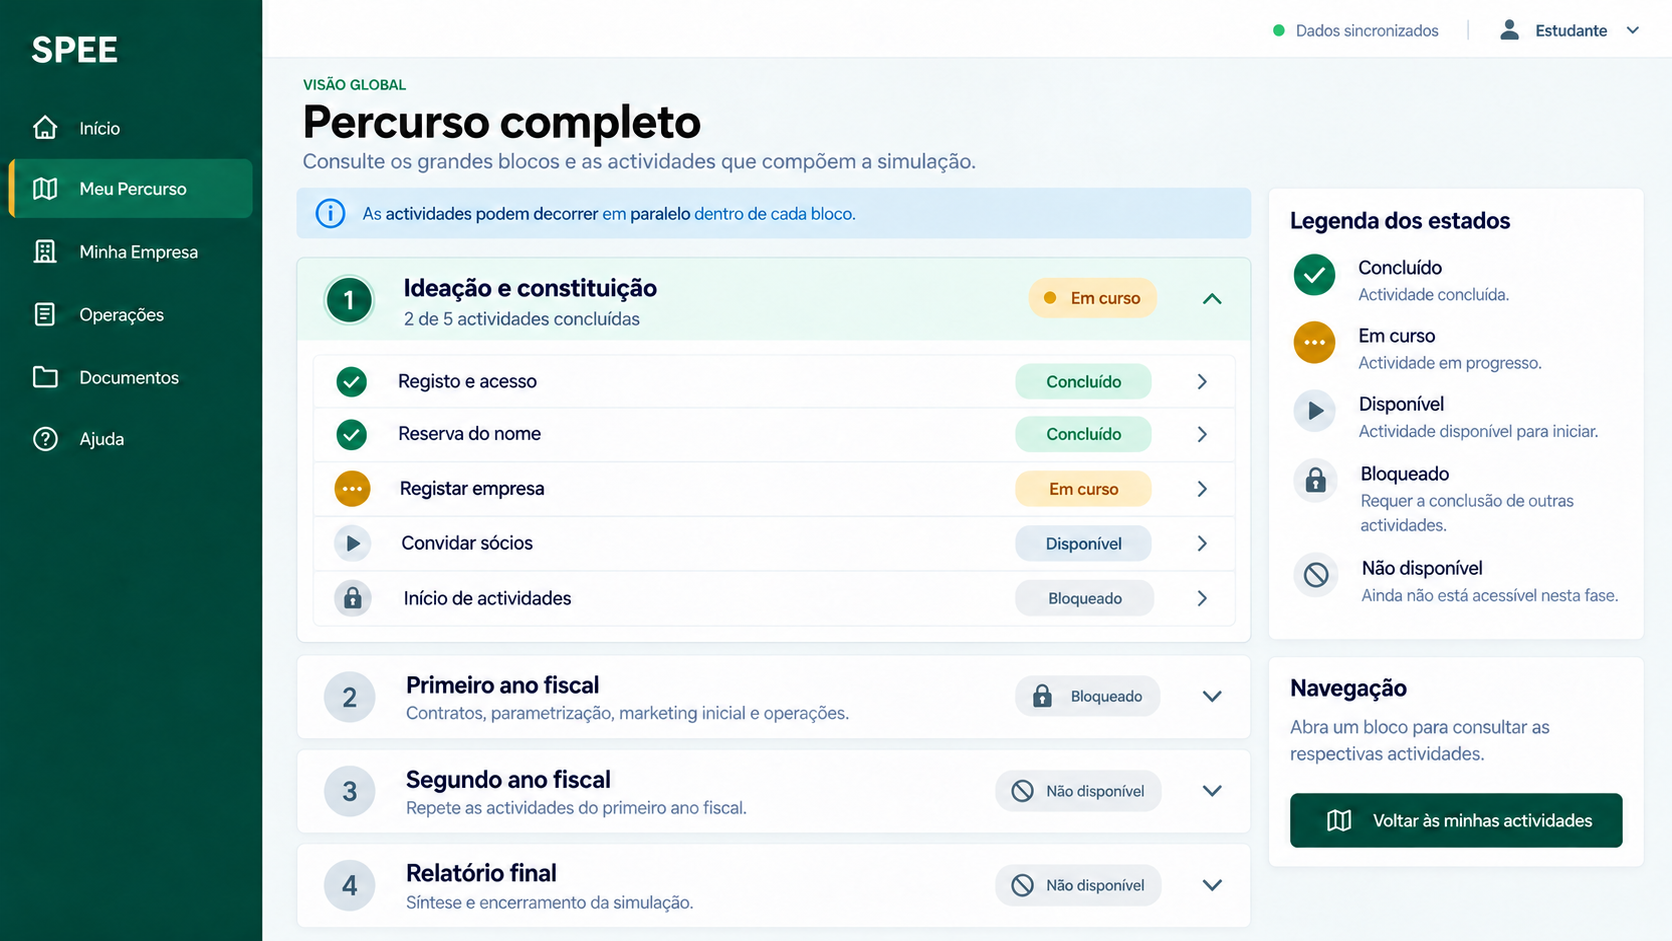 SPEE
Início
Meu Percurso
Minha Empresa
Operações
Documentos
Ajuda
Dados sincronizados
Estudante
VISÃO GLOBAL
Percurso completo
Consulte os grandes blocos e as actividades que compõem a simulação.
As actividades podem decorrer em paralelo dentro de cada bloco.
1
Ideação e constituição
2 de 5 actividades concluídas
Em curso
Registo e acesso
Concluído
Reserva do nome
Concluído
Registar empresa
Em curso
Convidar sócios
Disponível
Início de actividades
Bloqueado
2
Primeiro ano fiscal
Contratos, parametrização, marketing inicial e operações.
Bloqueado
3
Segundo ano fiscal
Repete as actividades do primeiro ano fiscal.
Não disponível
4
Relatório final
Síntese e encerramento da simulação.
Não disponível
Legenda dos estados
Concluído
Actividade concluída.
Em curso
Actividade em progresso.
Disponível
Actividade disponível para iniciar.
Bloqueado
Requer a conclusão de outras
actividades.
Não disponível
Ainda não está acessível nesta fase.
Navegação
Abra um bloco para consultar as
respectivas actividades.
Voltar às minhas actividades